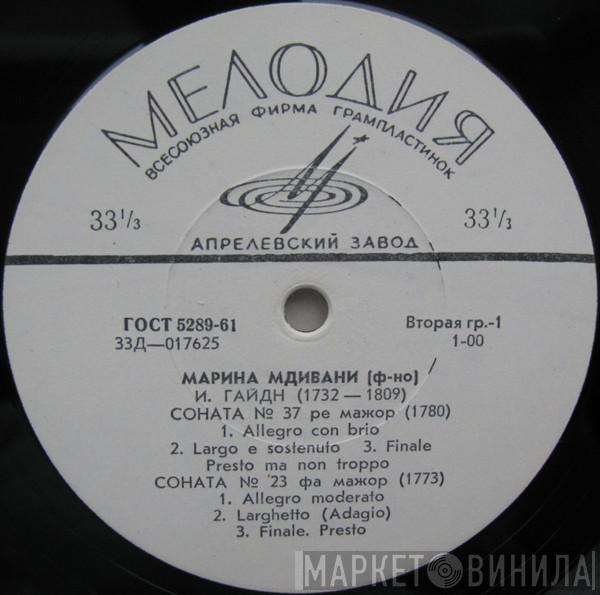 МЕЛОДИЯ
ВСЕСОЮЗНАЯ ФИРМА ГРАМПЛАСТИНОК
33⅓ 33⅓
АПРЕЛЕВСКИЙ ЗАВОД
ГОСТ 5289-61 Вторая гр.-1
33Д—017625 1-00
МАРИНА МДИВАНИ (ф-но)
И. ГАЙДН (1732 — 1809)
СОНАТА № 37 ре мажор (1780)
1. Allegro con brio
2. Largo e sostenuto 3. Finale
Presto ma non troppo
СОНАТА № 23 фа мажор (1773)
1. Allegro moderato
2. Larghetto (Adagio)
3. Finale. Presto
МАРКЕТ ВИНИЛА